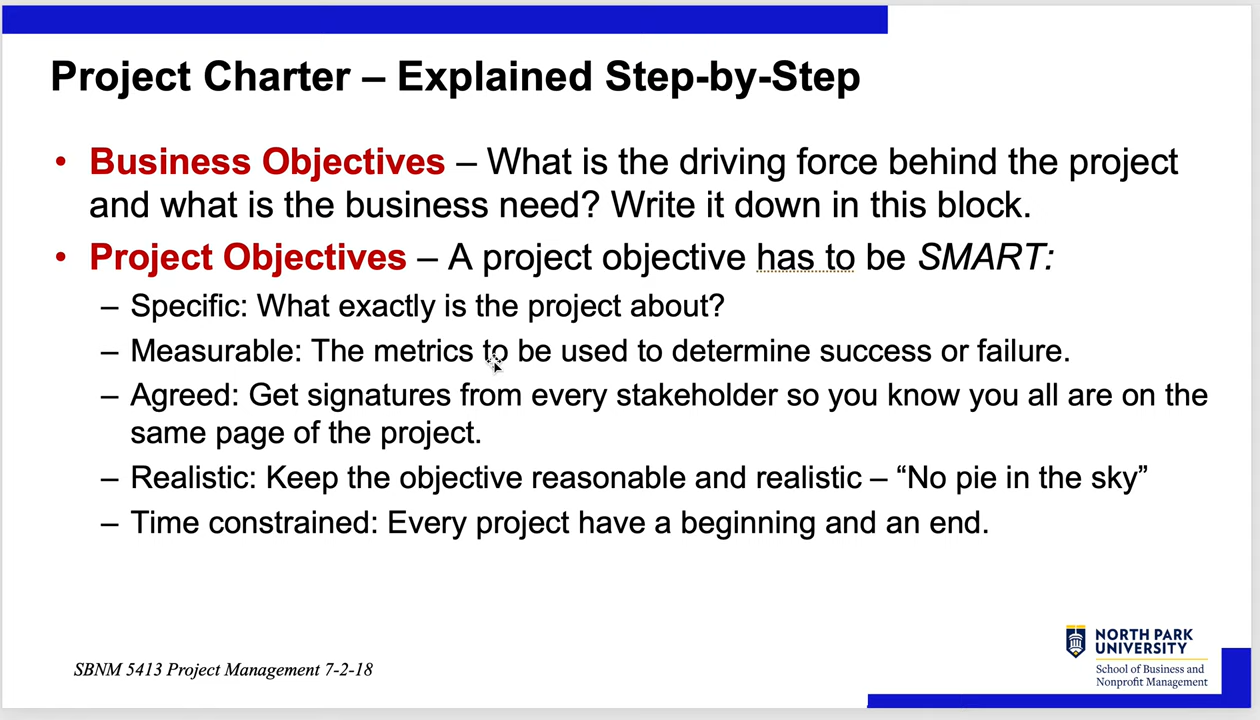 Project Charter – Explained Step-by-Step
• Business Objectives – What is the driving force behind the project
and what is the business need? Write it down in this block.
• Project Objectives – A project objective has to be SMART:
– Specific: What exactly is the project about?
– Measurable: The metrics to be used to determine success or failure.
– Agreed: Get signatures from every stakeholder so you know you all are on the
same page of the project.
– Realistic: Keep the objective reasonable and realistic – “No pie in the sky”
– Time constrained: Every project have a beginning and an end.
SBNM 5413 Project Management 7-2-18
NORTH PARK
UNIVERSITY
School of Business and
Nonprofit Management